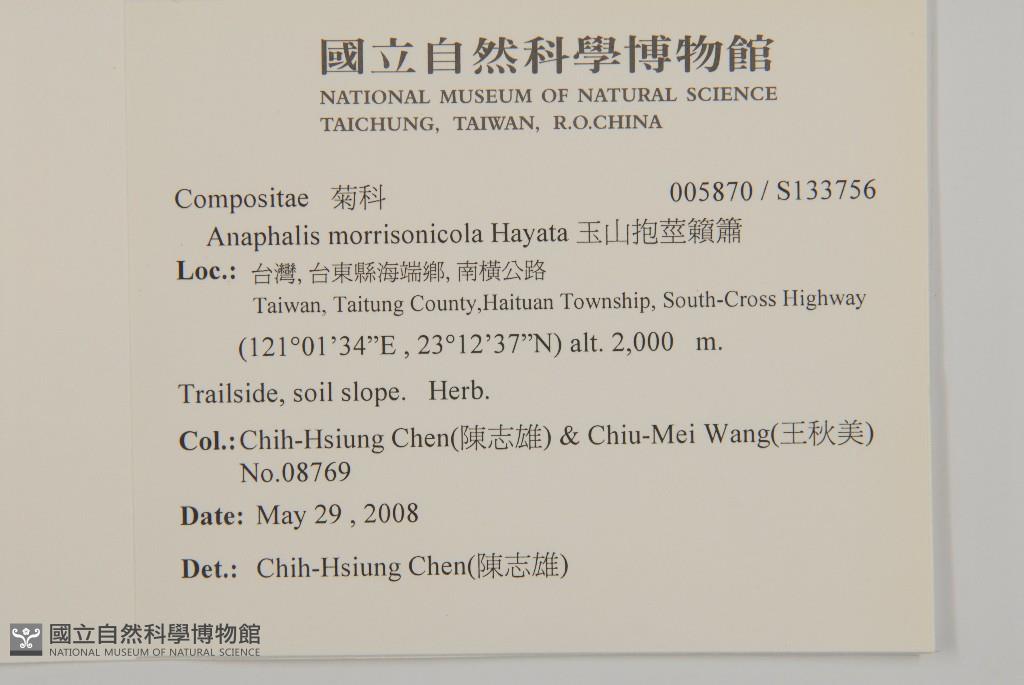 國立自然科學博物館
NATIONAL MUSEUM OF NATURAL SCIENCE
TAICHUNG, TAIWAN, R.O.CHINA
Compositae 菊科 005870 / S133756
Anaphalis morrisonicola Hayata 玉山抱莖籟簫
Loc.: 台灣, 台東縣海端鄉, 南橫公路
Taiwan, Taitung County,Haituan Township, South-Cross Highway
(121°01’34”E , 23°12’37”N) alt. 2,000 m.
Trailside, soil slope. Herb.
Col.: Chih-Hsiung Chen(陳志雄) & Chiu-Mei Wang(王秋美)
No.08769
Date: May 29 , 2008
Det.: Chih-Hsiung Chen(陳志雄)
國立自然科學博物館
NATIONAL MUSEUM OF NATURAL SCIENCE